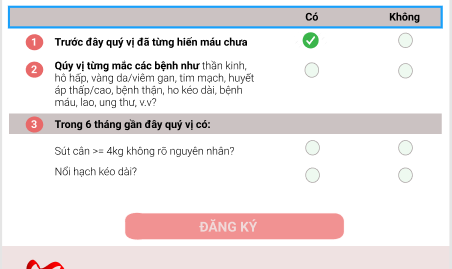 Có Không
1 Trước đây quý vị đã từng hiến máu chưa
2 Qúy vị từng mắc các bệnh như thần kinh,
hô hấp, vàng da/viêm gan, tim mạch, huyết
áp thấp/cao, bệnh thận, ho kéo dài, bệnh
máu, lao, ung thư, v.v?
3 Trong 6 tháng gần đây quý vị có:
Sút cân >= 4kg không rõ nguyên nhân?
Nổi hạch kéo dài?
ĐĂNG KÝ